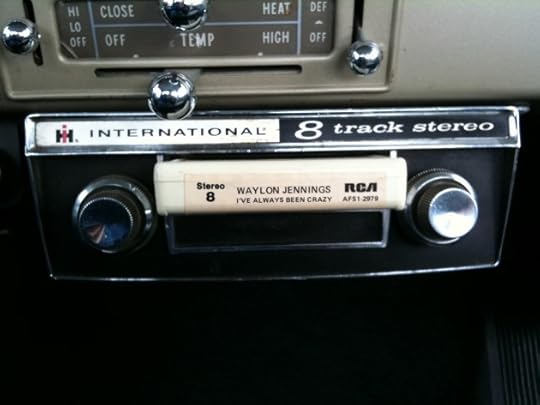 HI CLOSE HEAT DEF
LO
OFF OFF TEMP HIGH OFF
IH INTERNATIONAL 8 track stereo
Stereo 8 WAYLON JENNINGS RCA
I'VE ALWAYS BEEN CRAZY AFS1-2979